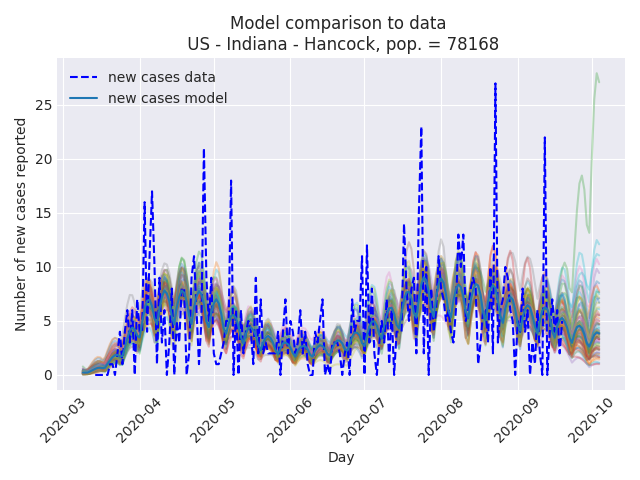 Model comparison to data
US - Indiana - Hancock, pop. = 78168
new cases data
new cases model
Number of new cases reported
25
20
15
10
5
0
2020-03
2020-04
2020-05
2020-06
2020-07
2020-08
2020-09
2020-10
Day